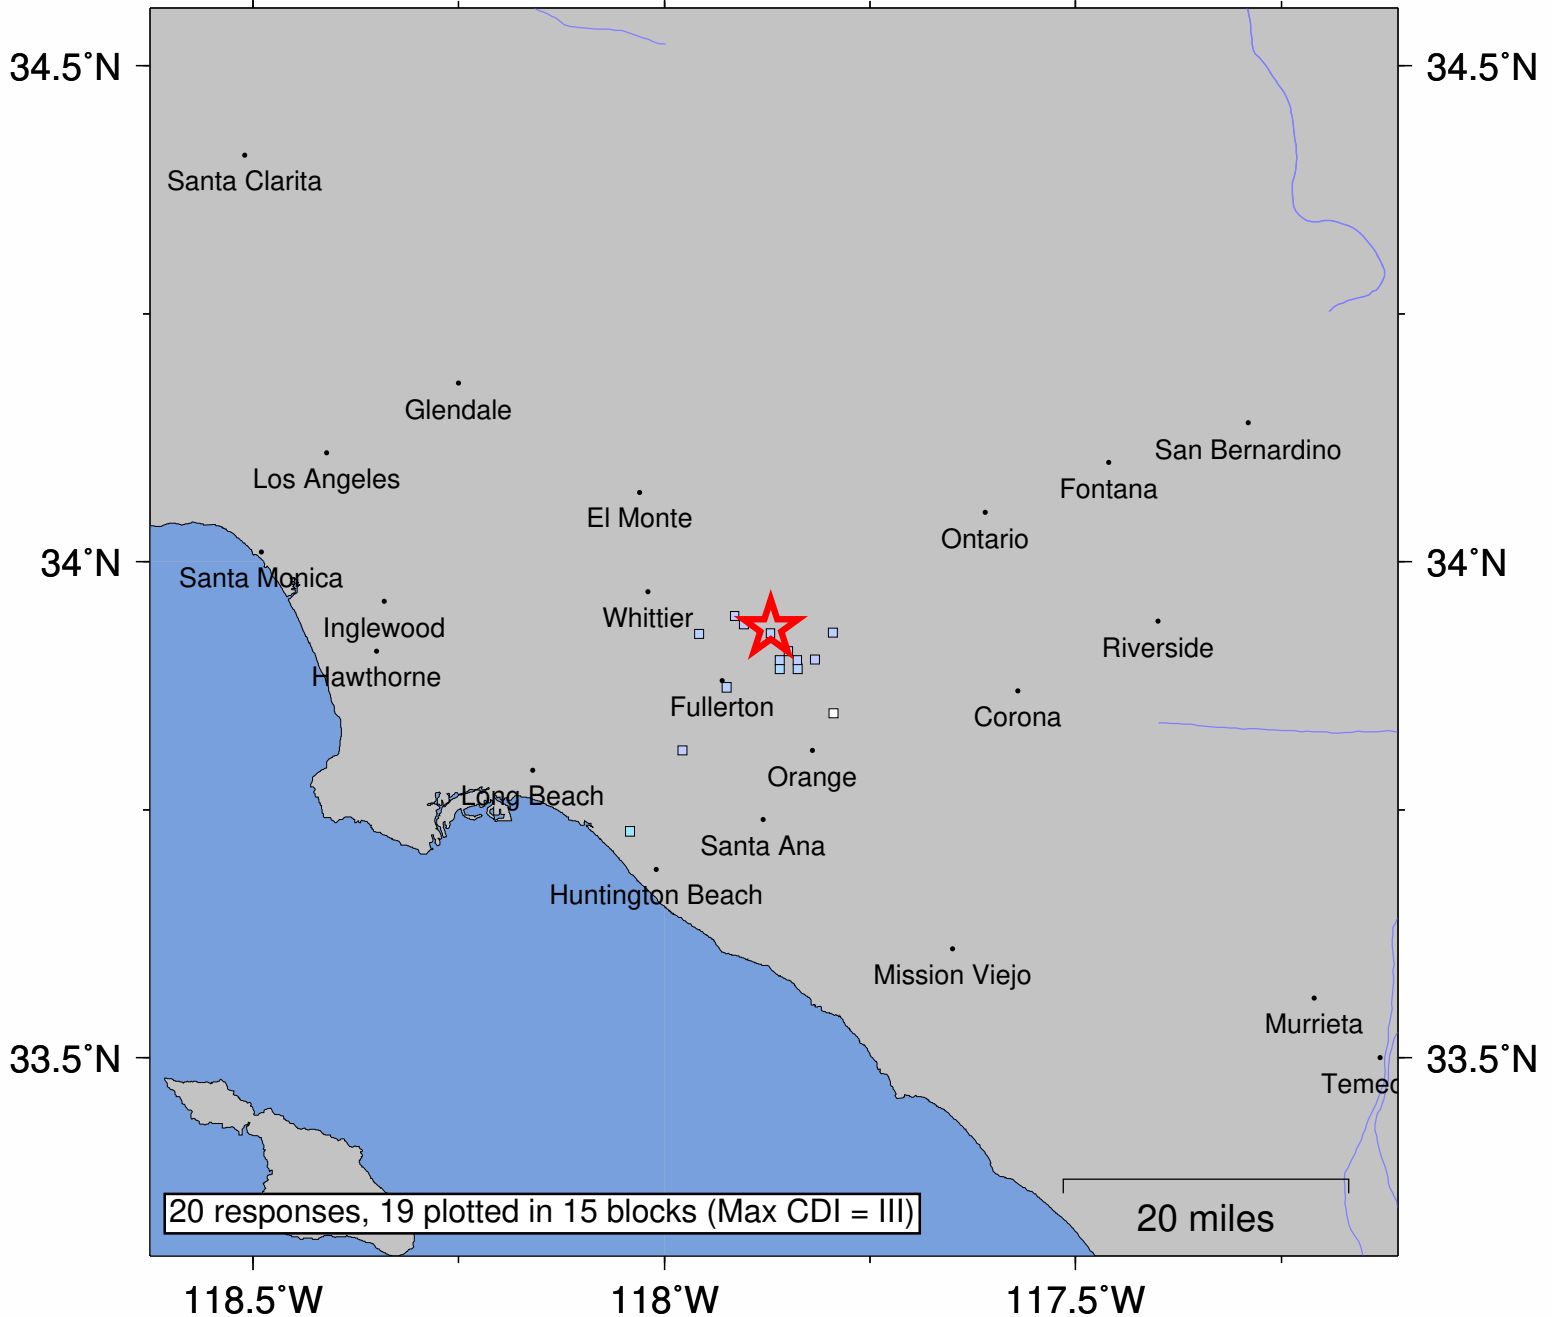 34.5˚N
34.5˚N
Santa Clarita
Glendale
San Bernardino
Los Angeles
Fontana
El Monte
Ontario
34˚N
34˚N
Santa Monica
Whittier
Inglewood
Riverside
Hawthorne
Fullerton
Corona
Orange
Long Beach
Santa Ana
Huntington Beach
Mission Viejo
Murrieta
33.5˚N
33.5˚N
Temec
20 responses, 19 plotted in 15 blocks (Max CDI = III)
20 miles
118.5˚W
118˚W
117.5˚W